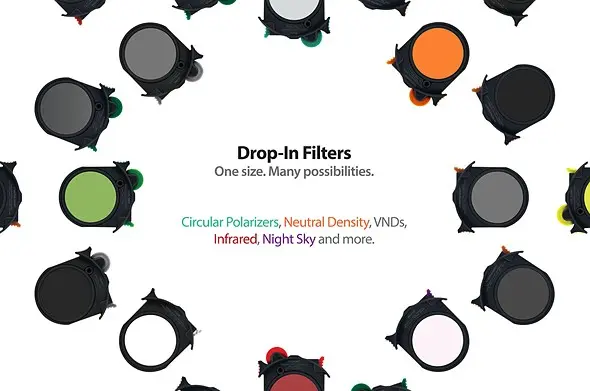 Drop-In Filters
One size. Many possibilities.
Circular Polarizers, Neutral Density, VNDs,
Infrared, Night Sky and more.